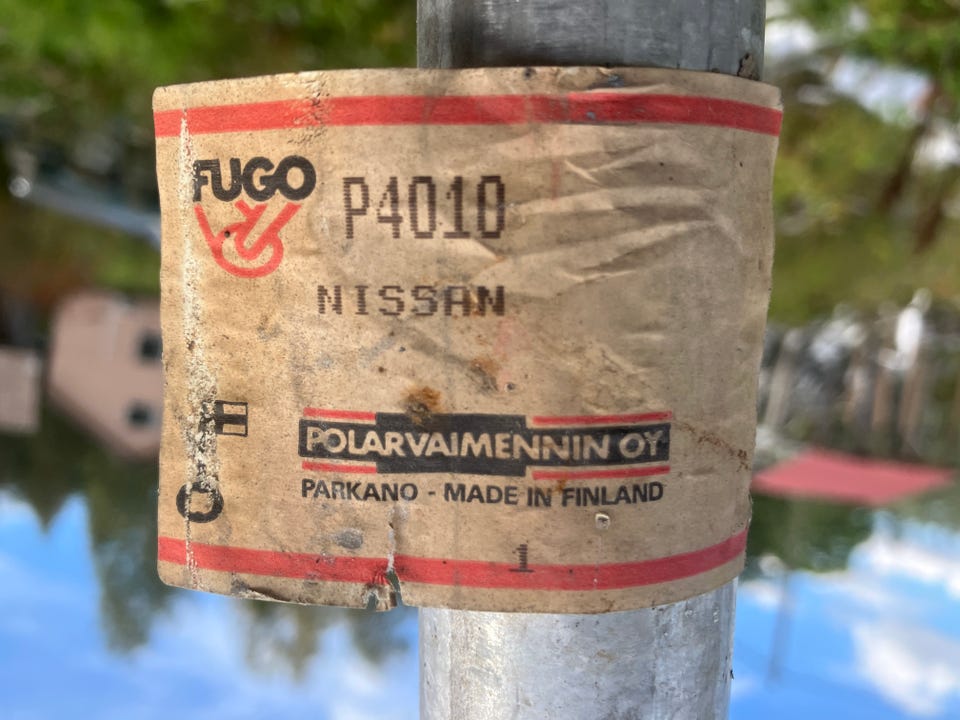 FUGO
P4010
NISSAN
POLARVAIMENNIN OY
PARKANO - MADE IN FINLAND
1